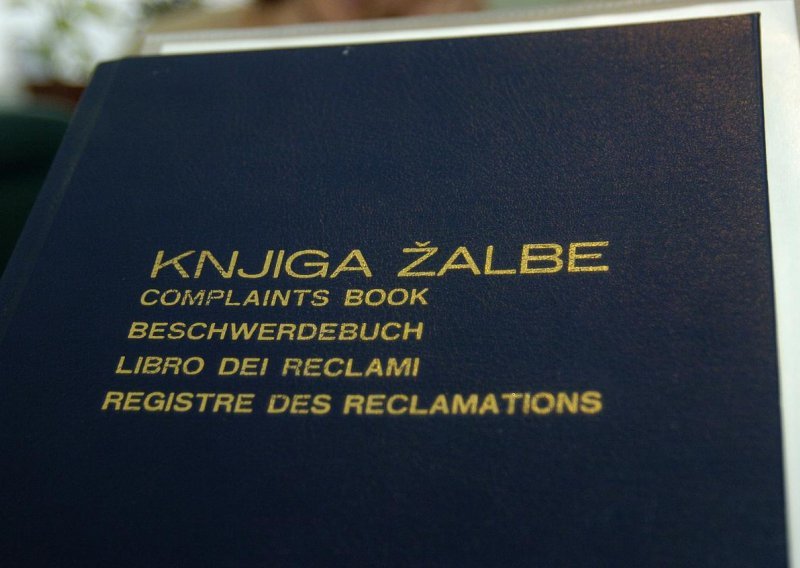 KNJIGA ŽALBE
COMPLAINTS BOOK
BESCHWERDEBUCH
LIBRO DEI RECLAMI
REGISTRE DES RECLAMATIONS